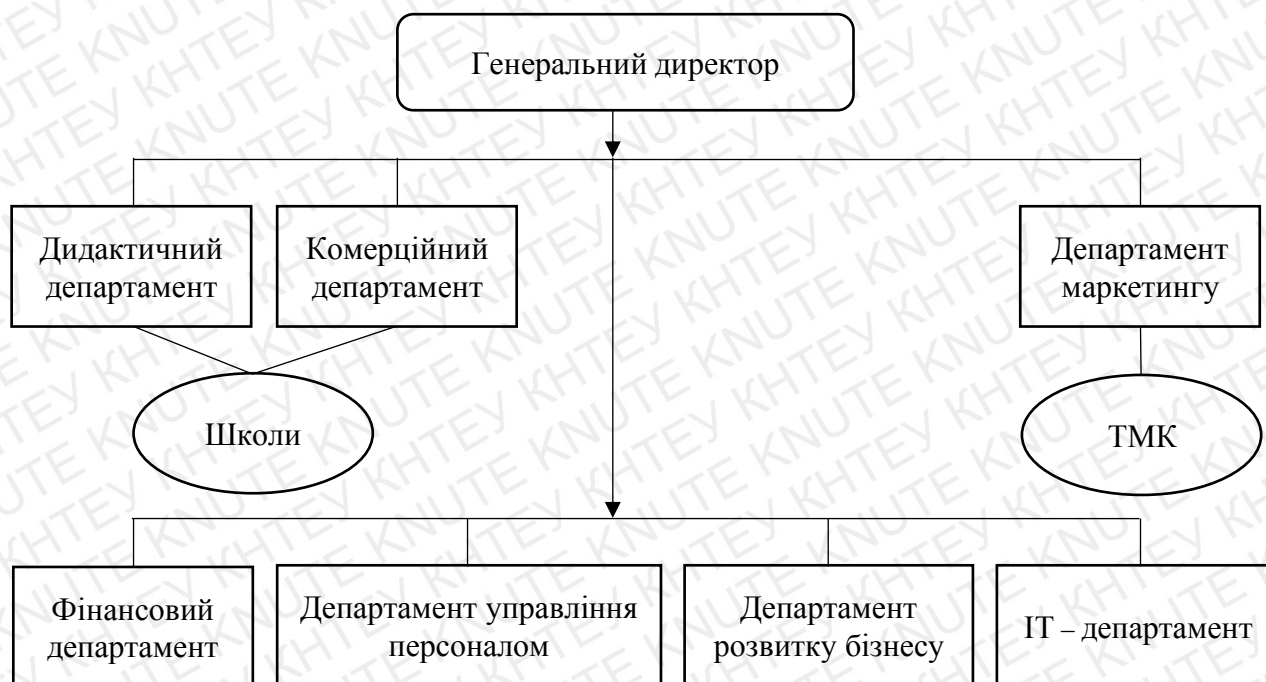 Генеральний директор
Дидактичний
департамент
Комерційний
департамент
Департамент
маркетингу
Школи
ТМК
Фінансовий
департамент
Департамент управління
персоналом
Департамент
розвитку бізнесу
ІТ – департамент